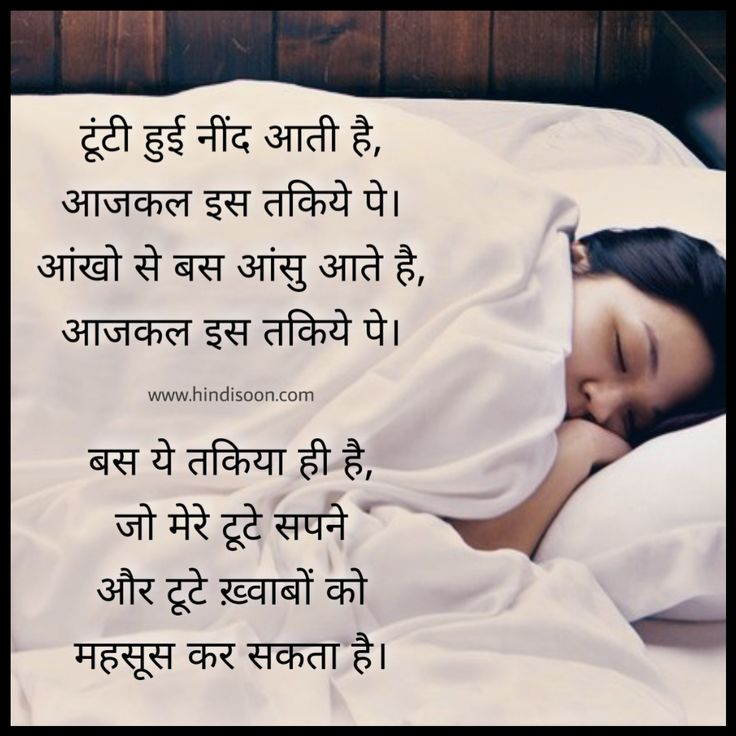 टूंटी हुई नींद आती है,
आजकल इस तकिये पे।
आंखो से बस आंसु आते है,
आजकल इस तकिये पे।
www.hindisoon.com
बस ये तकिया ही है,
जो मेरे टूटे सपने
और टूटे ख़्वाबों को
महसूस कर सकता है।